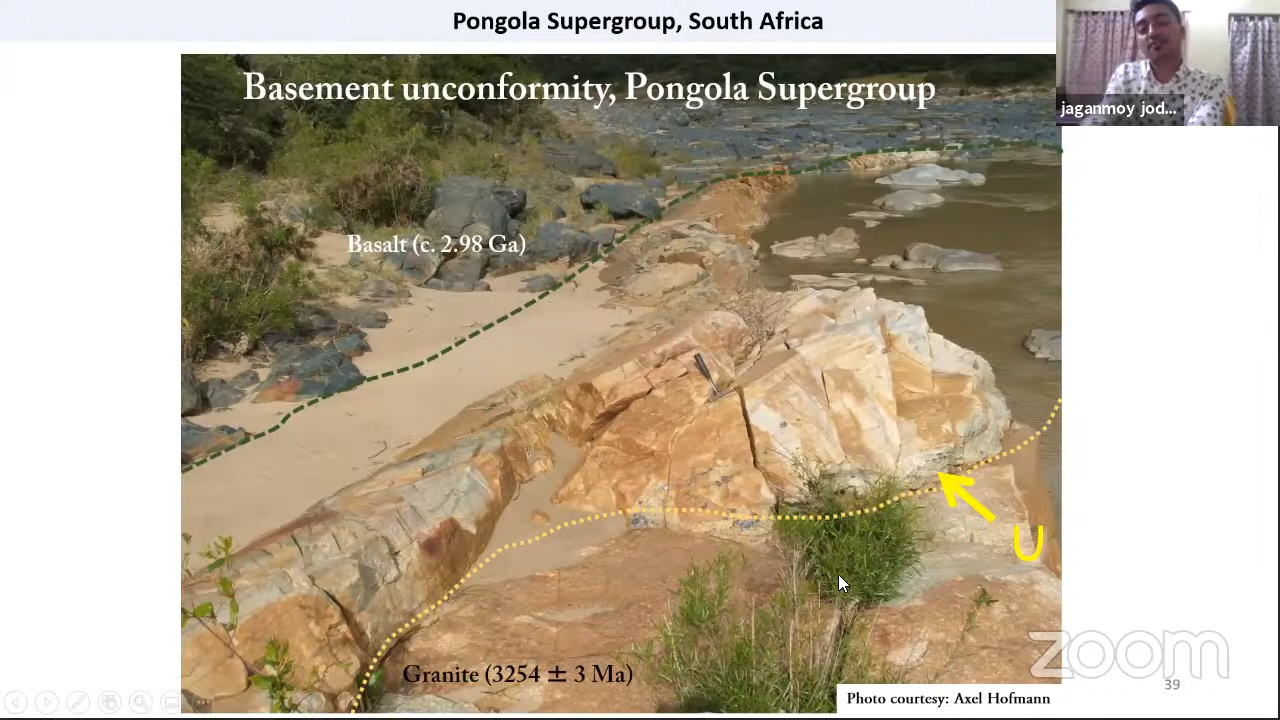 Pongola Supergroup, South Africa
jaganmoy jod...
Basement unconformity, Pongola Supergroup
Basalt (c. 2.98 Ga)
U
Granite (3254 ± 3 Ma)
zoom
39
Photo courtesy: Axel Hofmann